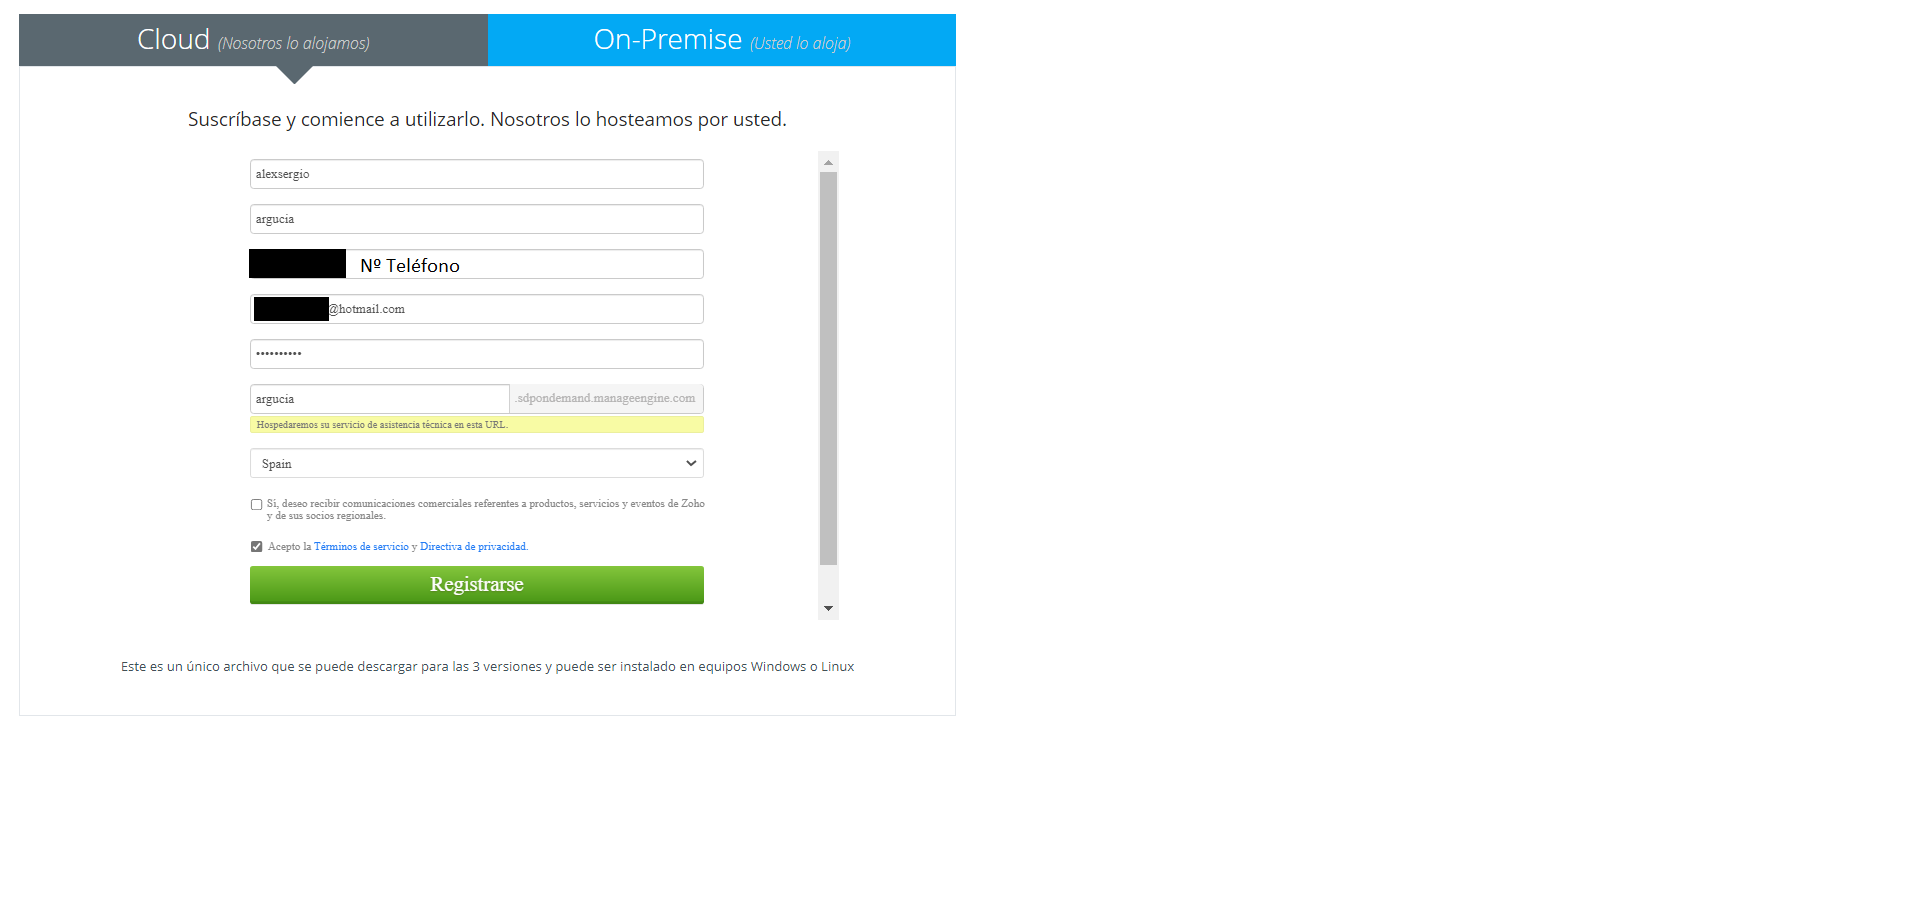 Cloud (Nosotros lo alojamos)
On-Premise (Usted lo aloja)
Suscríbase y comience a utilizarlo. Nosotros lo hosteamos por usted.
alexsergio
argucia
Nº Teléfono
@hotmail.com
••••••••••
argucia .sdpondemand.manageengine.com
Hospedaremos su servicio de asistencia técnica en esta URL.
Spain
Sí, deseo recibir comunicaciones comerciales referentes a productos, servicios y eventos de Zoho
y de sus socios regionales.
Acepto la Términos de servicio y Directiva de privacidad.
Registrarse
Este es un único archivo que se puede descargar para las 3 versiones y puede ser instalado en equipos Windows o Linux